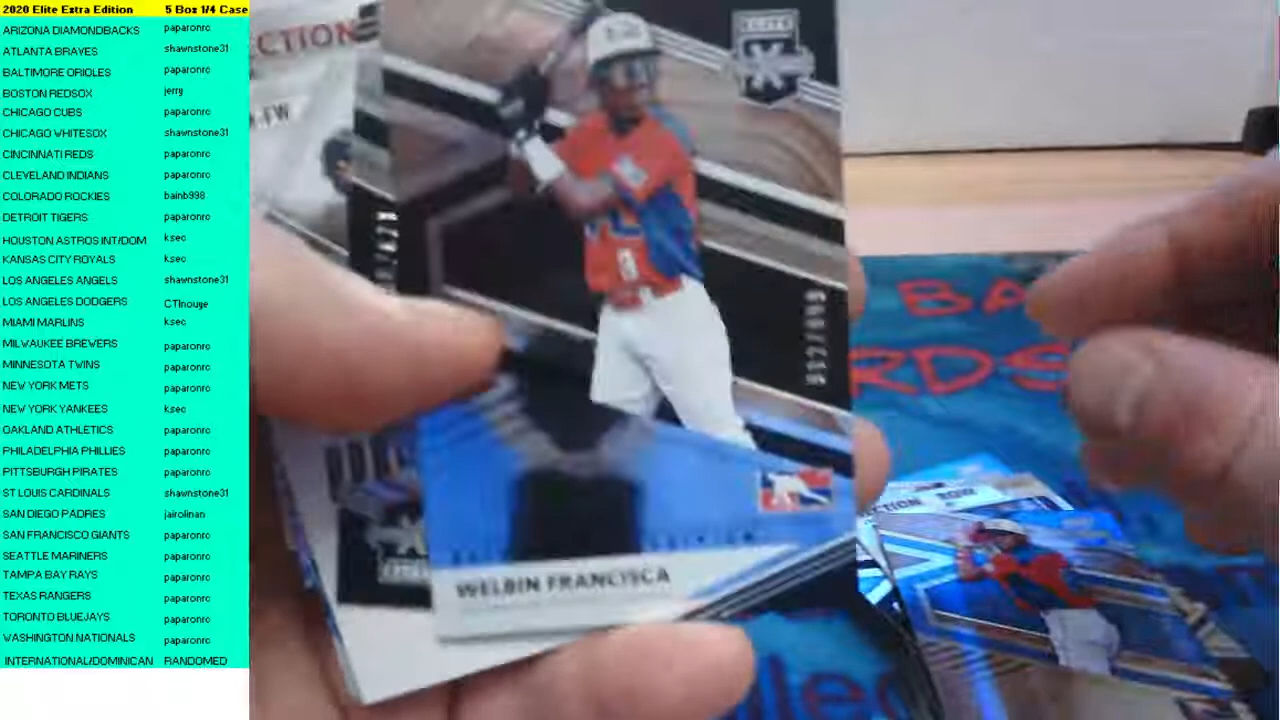 2020 Elite Extra Edition 5 Box 1/4 Case
ARIZONA DIAMONDBACKS paparonrc
ATLANTA BRAVES shawnstone31
BALTIMORE ORIOLES paparonrc
BOSTON REDSOX jerry
CHICAGO CUBS paparonrc
CHICAGO WHITESOX shawnstone31
CINCINNATI REDS paparonrc
CLEVELAND INDIANS paparonrc
COLORADO ROCKIES bainb998
DETROIT TIGERS paparonrc
HOUSTON ASTROS INT/DOM ksec
KANSAS CITY ROYALS ksec
LOS ANGELES ANGELS shawnstone31
LOS ANGELES DODGERS CTInouye
MIAMI MARLINS ksec
MILWAUKEE BREWERS paparonrc
MINNESOTA TWINS paparonrc
NEW YORK METS paparonrc
NEW YORK YANKEES ksec
OAKLAND ATHLETICS paparonrc
PHILADELPHIA PHILLIES paparonrc
PITTSBURGH PIRATES paparonrc
ST LOUIS CARDINALS shawnstone31
SAN DIEGO PADRES jairolinan
SAN FRANCISCO GIANTS paparonrc
SEATTLE MARINERS paparonrc
TAMPA BAY RAYS paparonrc
TEXAS RANGERS paparonrc
TORONTO BLUEJAYS paparonrc
WASHINGTON NATIONALS paparonrc
INTERNATIONAL/DOMINICAN RANDOMED
ECTION
ELITE
WELBIN FRANCISCA
BA
RDS